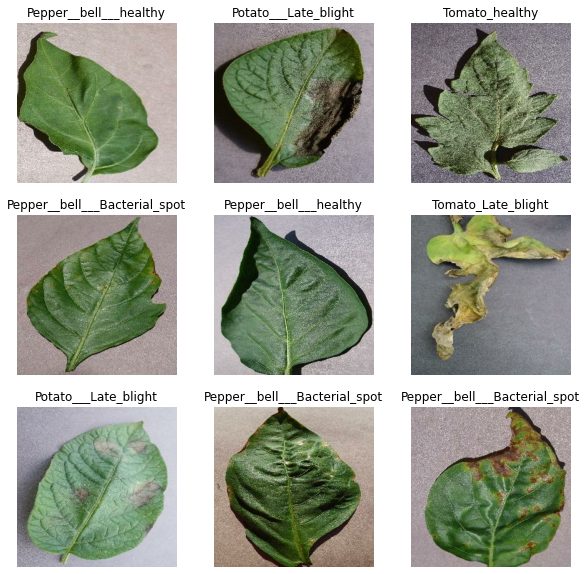 Pepper__bell___healthy
Potato___Late_blight
Tomato_healthy
Pepper__bell___Bacterial_spot
Pepper__bell___healthy
Tomato_Late_blight
Potato___Late_blight
Pepper__bell___Bacterial_spot
Pepper__bell___Bacterial_spot